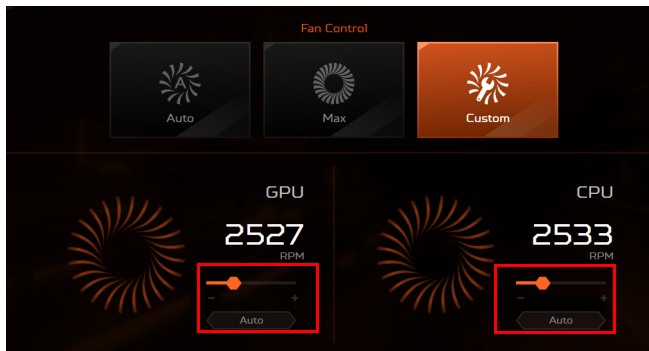 Fan Control
A
Auto
Max
Custom
GPU
2527
RPM
- +
Auto
CPU
2533
RPM
- +
Auto